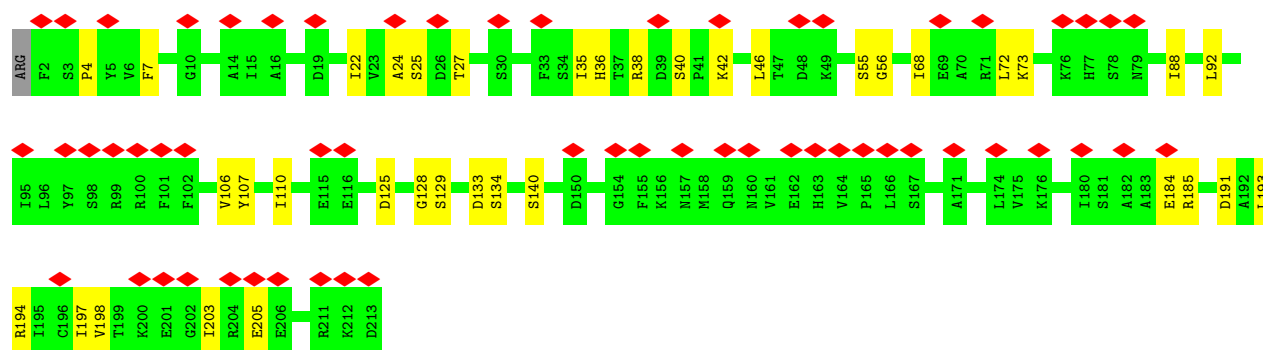 ARG F2 S3 P4 Y5 V6 F7 G10 A14 I15 A16 D19 I22 V23 A24 S25 D26 T27 S30 F33 S34 I35 H36 T37 R38 D39 S40 P41 K42 L46 T47 D48 K49 S55 G56 I68 E69 A70 R71 L72 K73 K76 H77 S78 N79 I88 L92
I95 L96 Y97 S98 R99 R100 F101 F102 V106 Y107 I110 E115 E116 D125 G128 S129 D133 S134 S140 D150 G154 F155 K156 N157 M158 Q159 N160 V161 E162 H163 V164 P165 L166 S167 A171 L174 V175 K176 I180 S181 A182 A183 E184 R185 D191 A192 L193
R194 I195 C196 I197 V198 T199 K200 E201 G202 I203 R204 E205 E206 R211 K212 D213